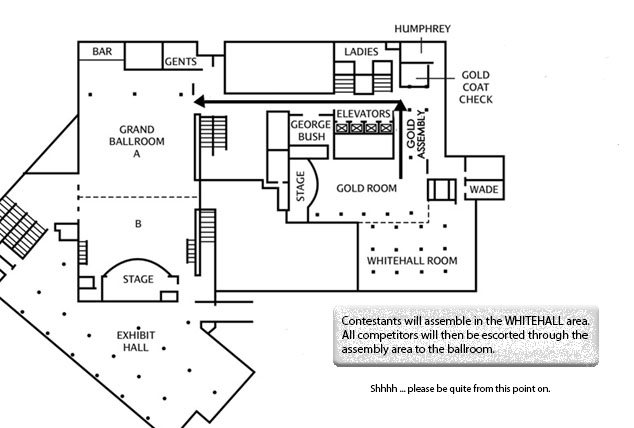 HUMPHREY
BAR
GENTS
LADIES
GOLD
COAT
CHECK
GRAND
BALLROOM
A
GEORGE
BUSH
ELEVATORS
GOLD
ASSEMBLY
STAGE
GOLD ROOM
WADE
B
WHITEHALL ROOM
STAGE
EXHIBIT
HALL
Contestants will assemble in the WHITEHALL area.
All competitors will then be escorted through the
assembly area to the ballroom.
Shhhh ... please be quite from this point on.